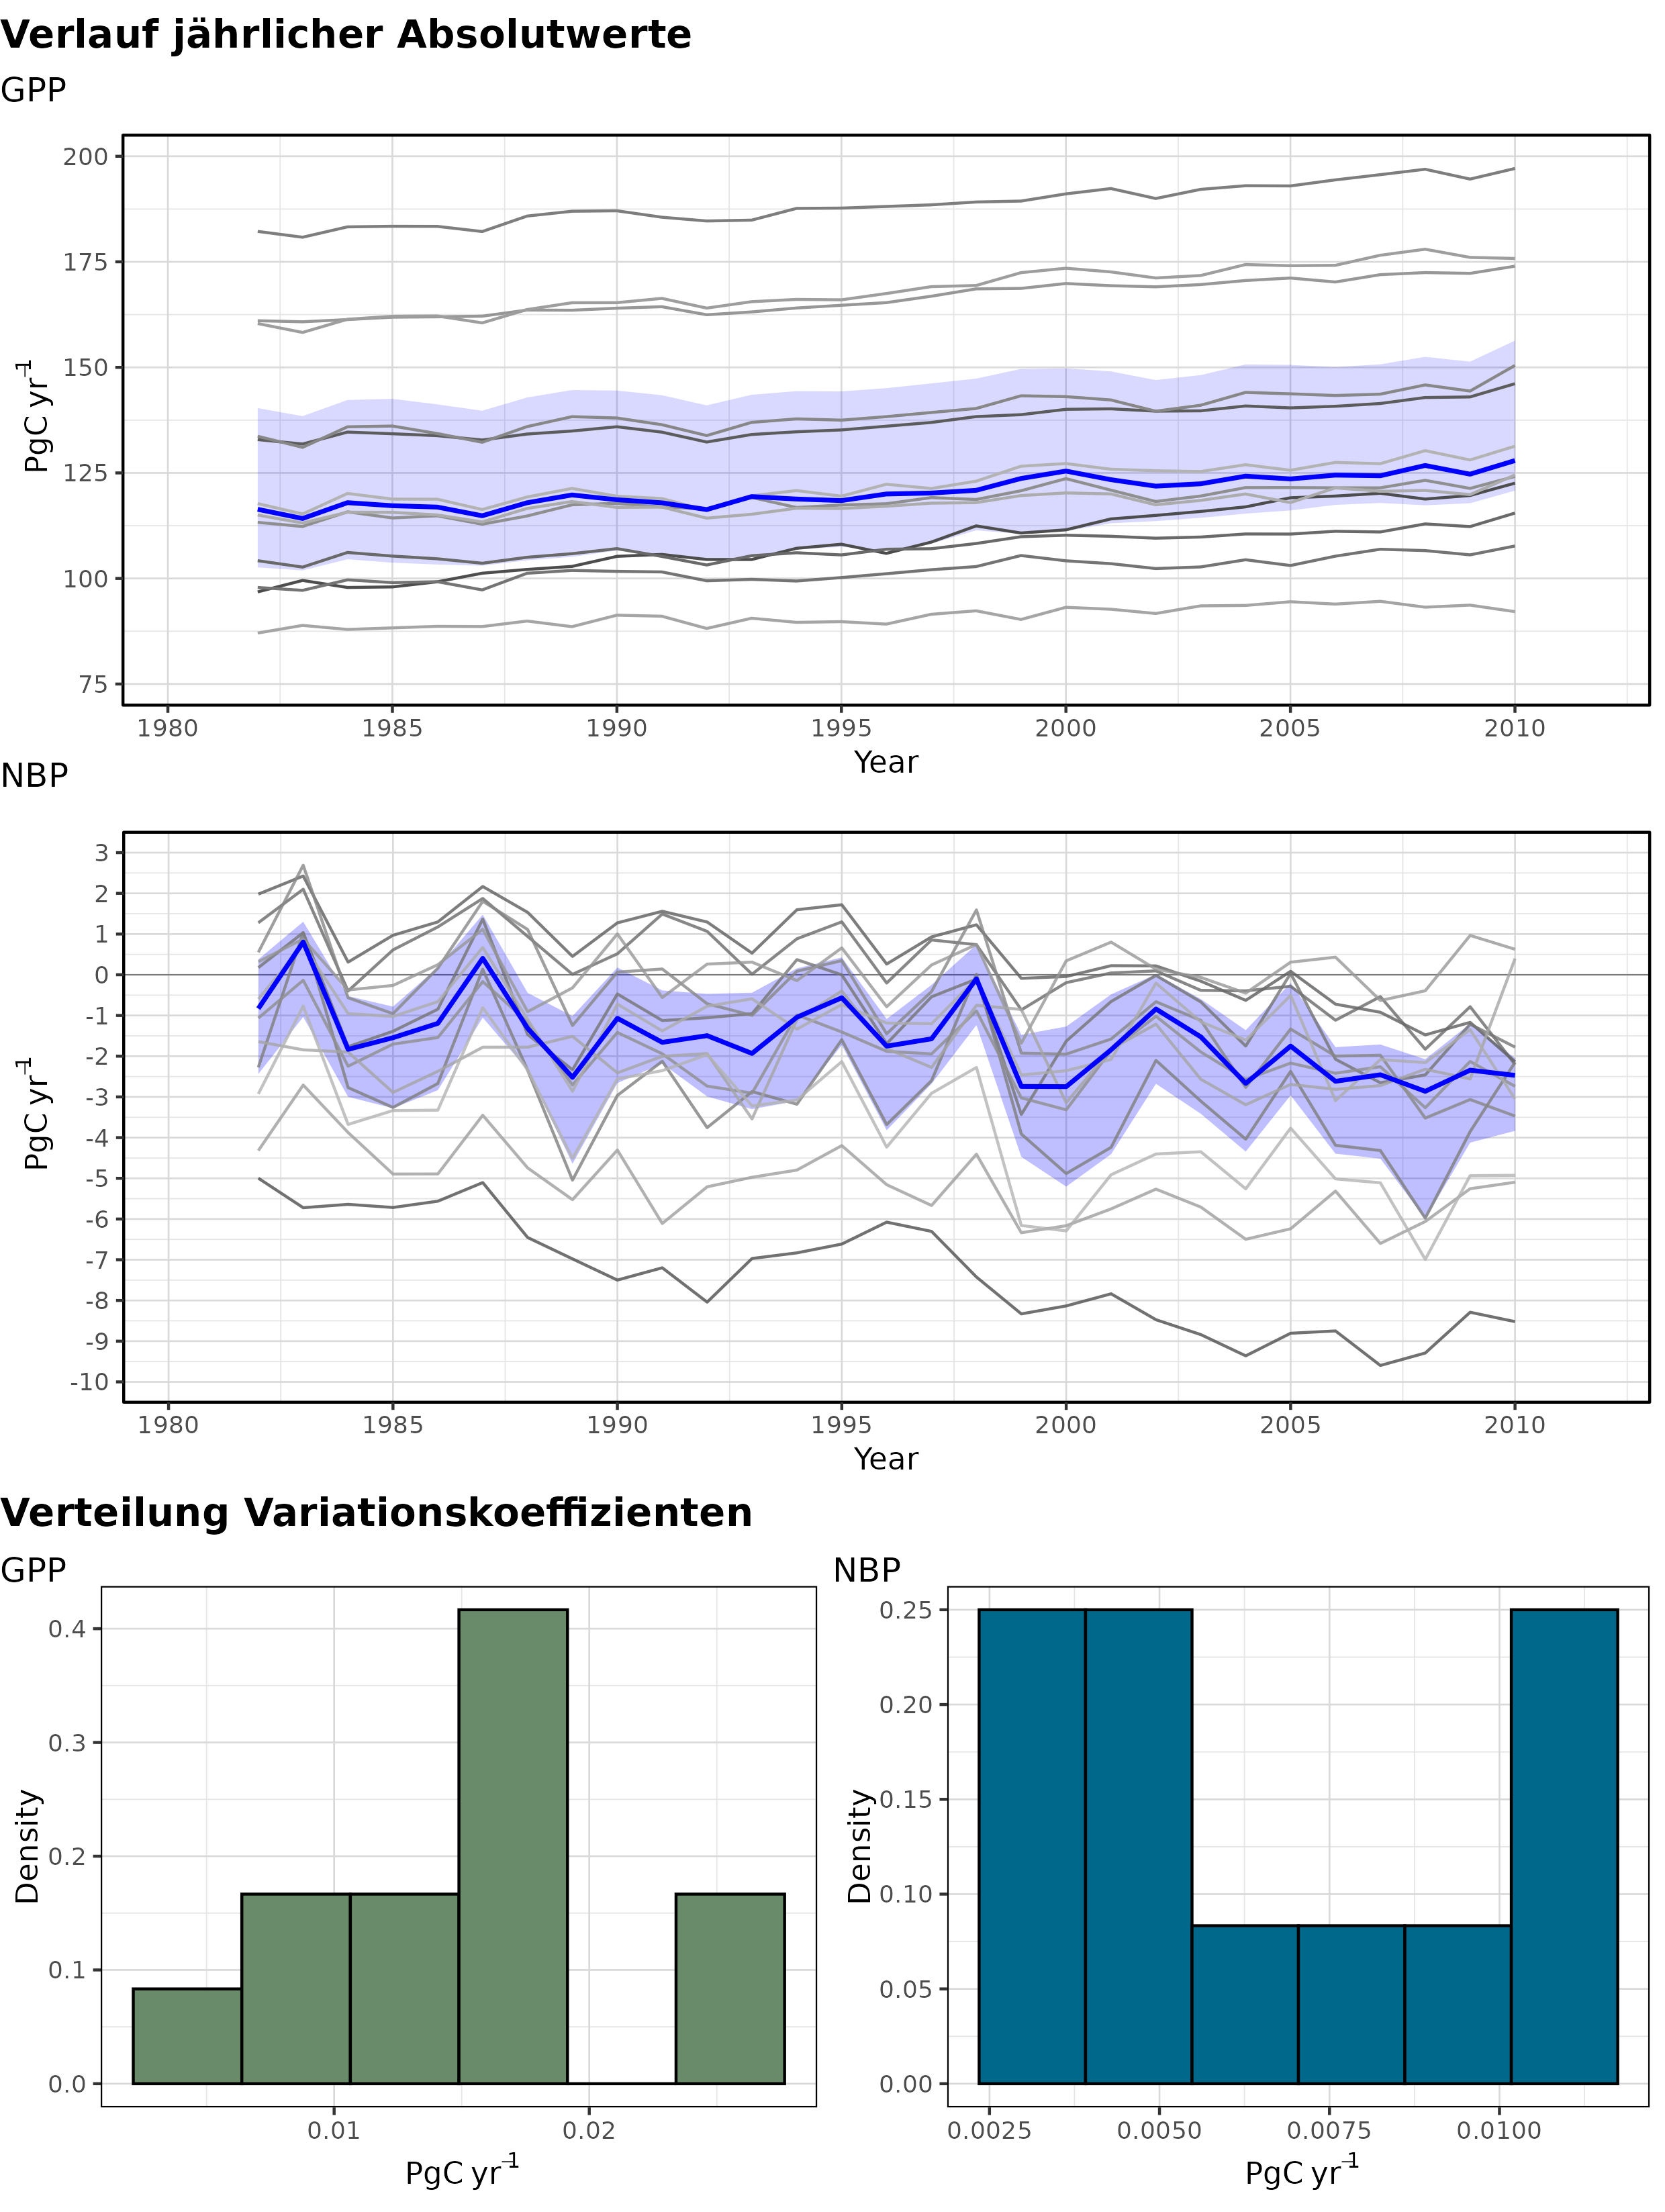 Verlauf jährlicher Absolutwerte
GPP
200
175
150
125
100
75
PgC yr⁻¹
1980 1985 1990 1995 2000 2005 2010
Year
NBP
3
2
1
0
-1
-2
-3
-4
-5
-6
-7
-8
-9
-10
PgC yr⁻¹
1980 1985 1990 1995 2000 2005 2010
Year
Verteilung Variationskoeffizienten
GPP
0.4
0.3
0.2
0.1
0.0
Density
0.01 0.02
PgC yr⁻¹
NBP
0.25
0.20
0.15
0.10
0.05
0.00
Density
0.0025 0.0050 0.0075 0.0100
PgC yr⁻¹